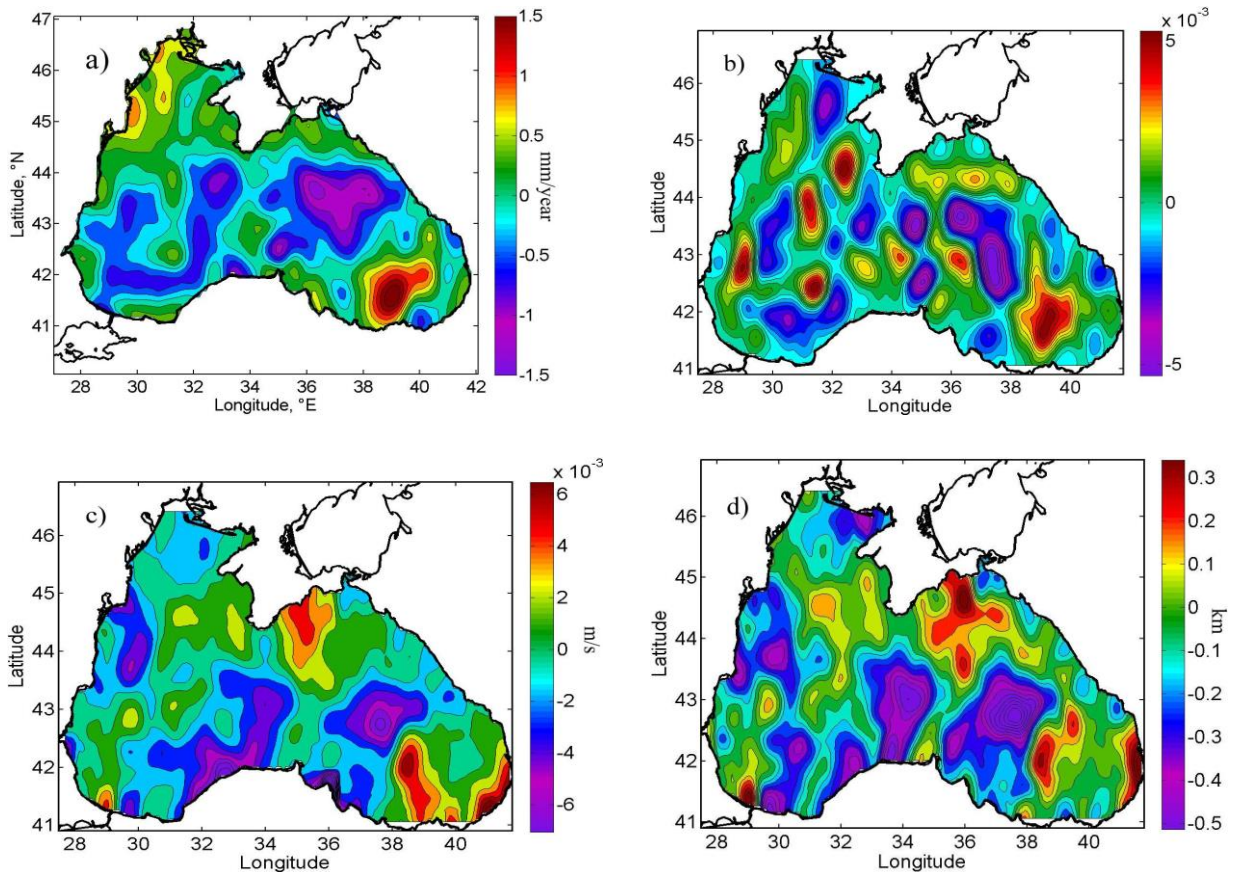 a)
47
46
45
44
43
42
41
Latitude, °N
28 30 32 34 36 38 40 42
Longitude, °E
1.5
1
0.5
0
-0.5
-1
-1.5
mm/year
b)
46
45
44
43
42
41
Latitude
28 30 32 34 36 38 40
Longitude
x 10⁻³
5
0
-5
c)
46
45
44
43
42
41
Latitude
28 30 32 34 36 38 40
Longitude
x 10⁻³
6
4
2
0
-2
-4
-6
m/s
d)
46
45
44
43
42
41
Latitude
28 30 32 34 36 38 40
Longitude
0.3
0.2
0.1
0
-0.1
-0.2
-0.3
-0.4
-0.5
km